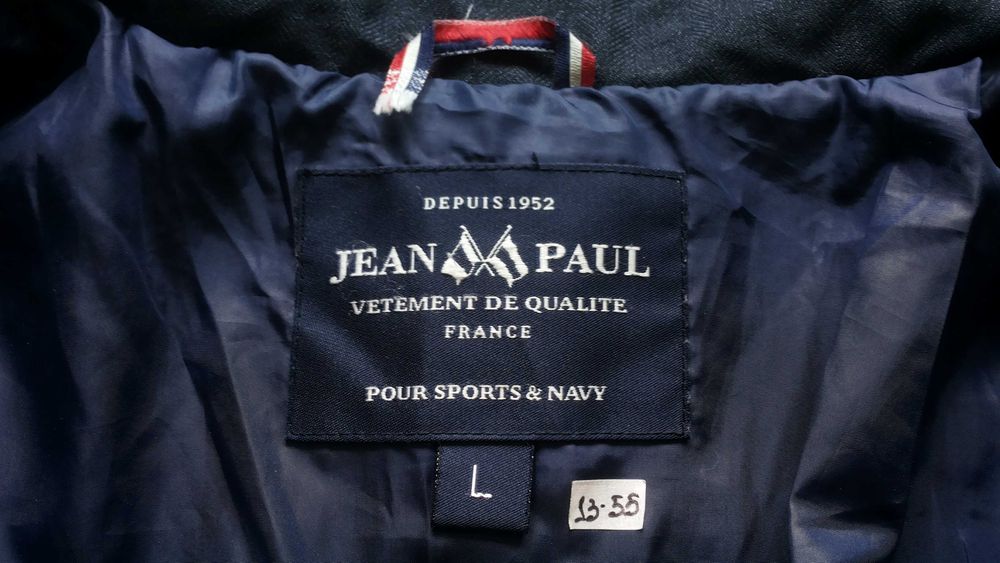 DEPUIS 1952
JEAN PAUL
VETEMENT DE QUALITE
FRANCE
POUR SPORTS & NAVY
L
13-55